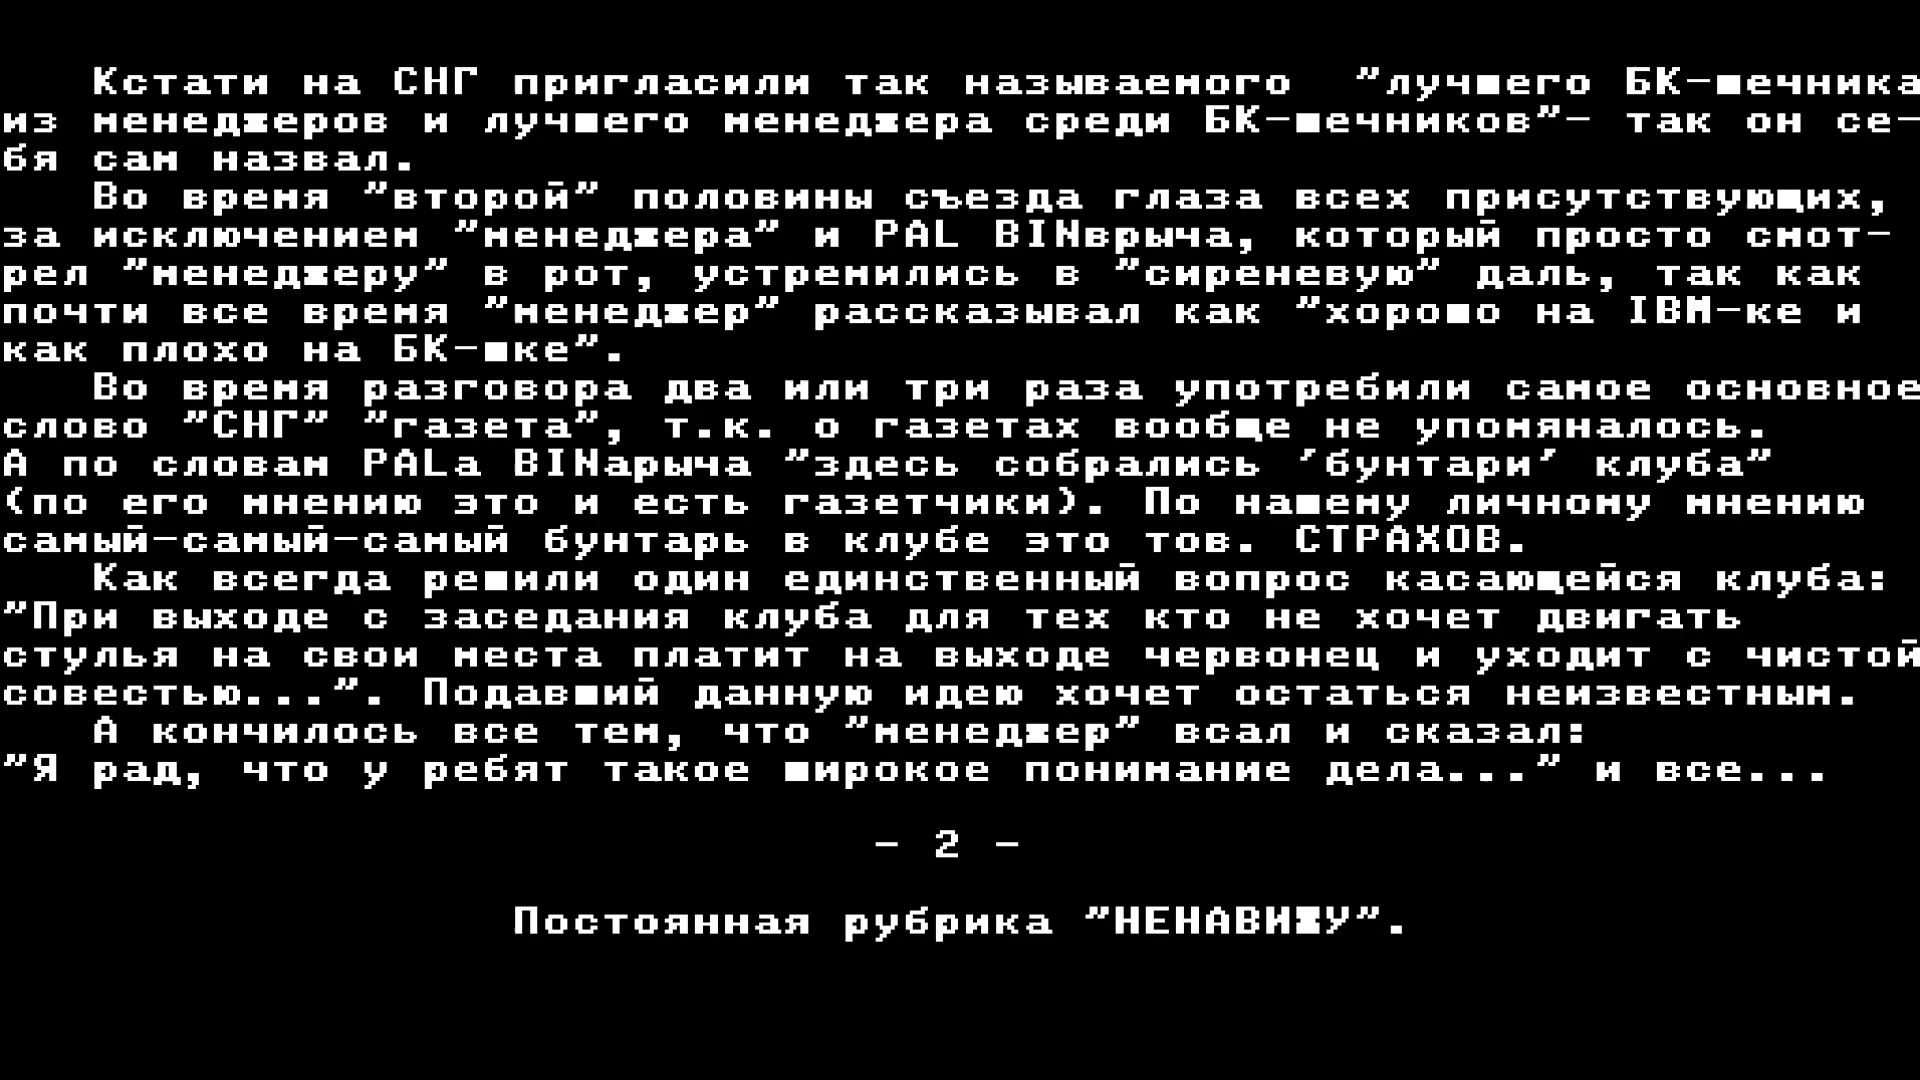 Кстати на СНГ пригласили так называемого "лучшего БК-шечника
из менеджеров и лучшего менеджера среди БК-шечников"- так он се-
бя сам назвал.
Во время "второй" половины съезда глаза всех присутствующих,
за исключением "менеджера" и PAL BINврыча, который просто смот-
рел "менеджеру" в рот, устремились в "сиреневую" даль, так как
почти все время "менеджер" рассказывал как "хорошо на IBM-ке и
как плохо на БК-шке".
Во время разговора два или три раза употребили самое основное
слово "СНГ" "газета", т.к. о газетах вообще не упомяналось.
А по словам PALа BINарыча "здесь собрались 'бунтари' клуба"
(по его мнению это и есть газетчики). По нашему личному мнению
самый-самый-самый бунтарь в клубе это тов. СТРАХОВ.
Как всегда решили один единственный вопрос касающейся клуба:
"При выходе с заседания клуба для тех кто не хочет двигать
стулья на свои места платит на выходе червонец и уходит с чистой
совестью...". Подавший данную идею хочет остаться неизвестным.
А кончилось все тем, что "менеджер" всал и сказал:
"Я рад, что у ребят такое широкое понимание дела..." и все...
- 2 -
Постоянная рубрика "НЕНАВИЖУ".